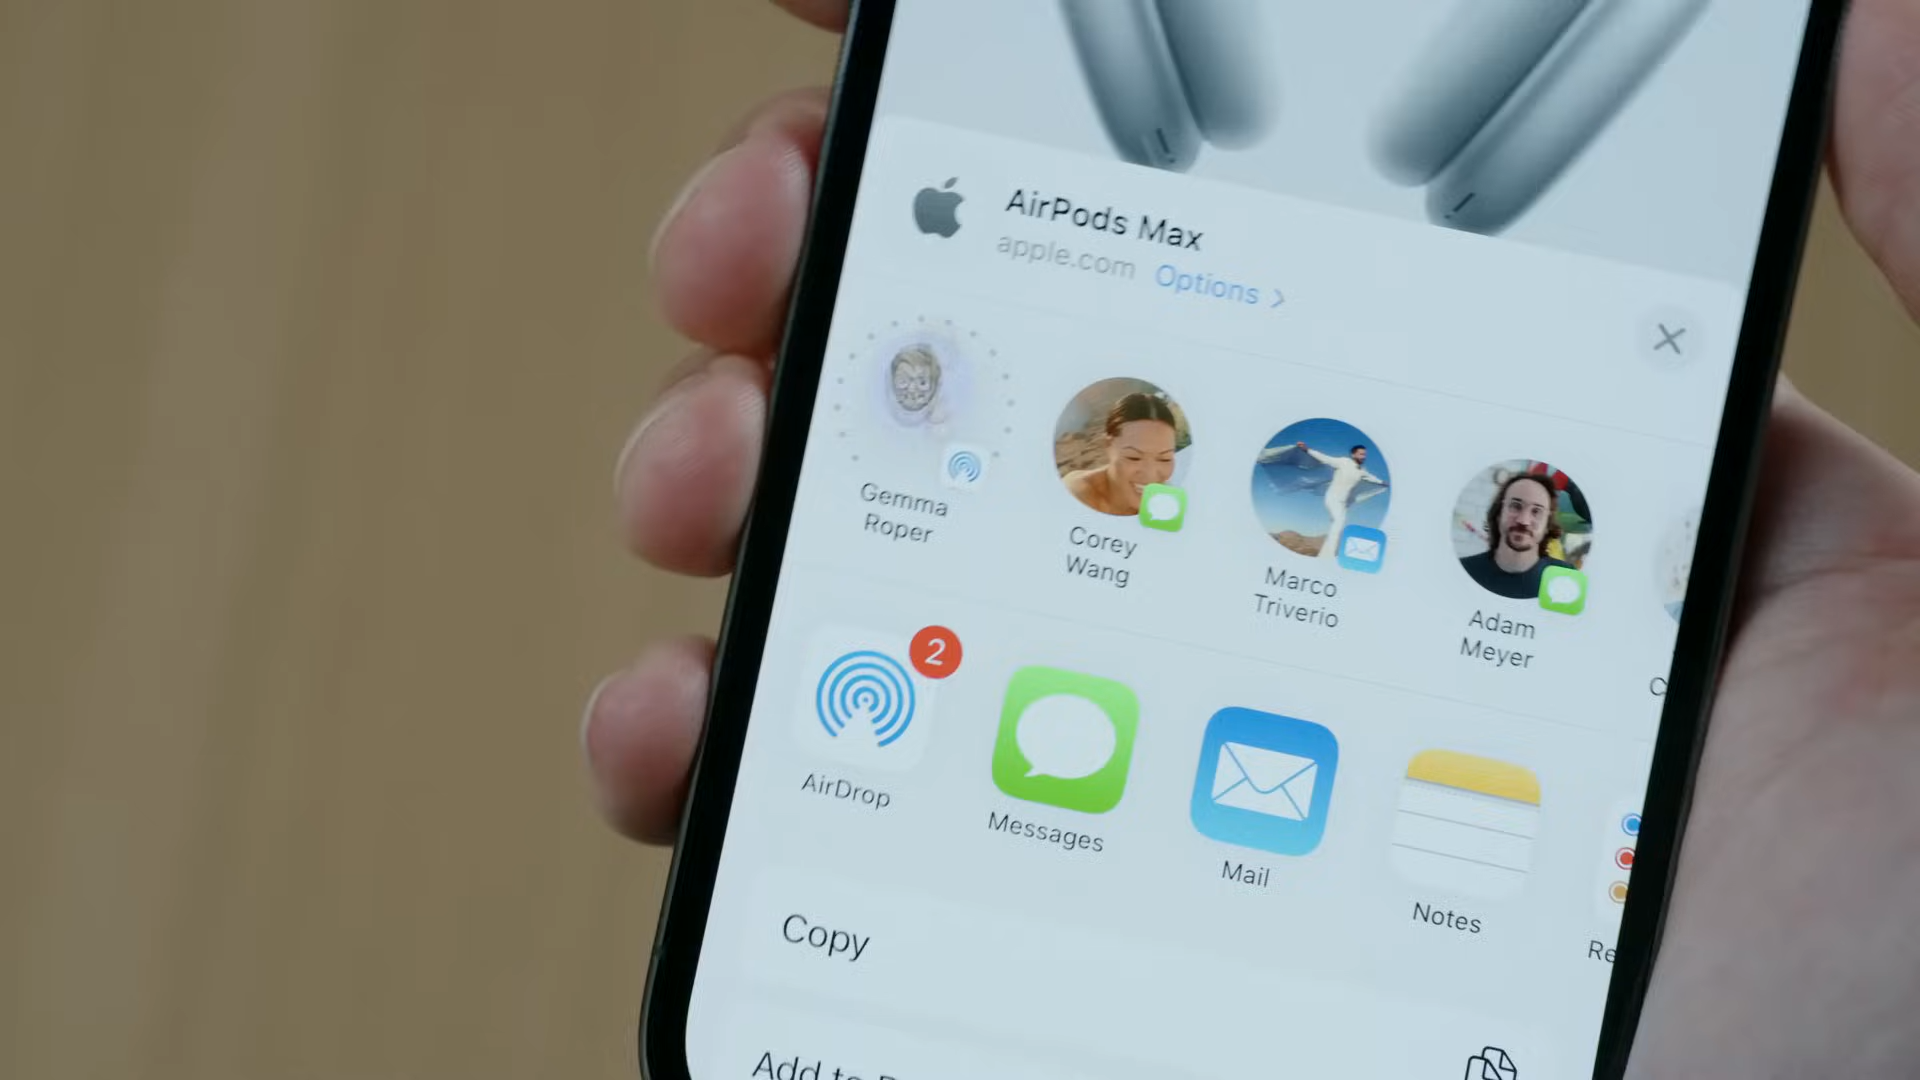 AirPods Max
apple.com Options >
Gemma
Roper
Corey
Wang
Marco
Triverio
Adam
Meyer
C
2
AirDrop
Messages
Mail
Notes
Re
Copy
Add to